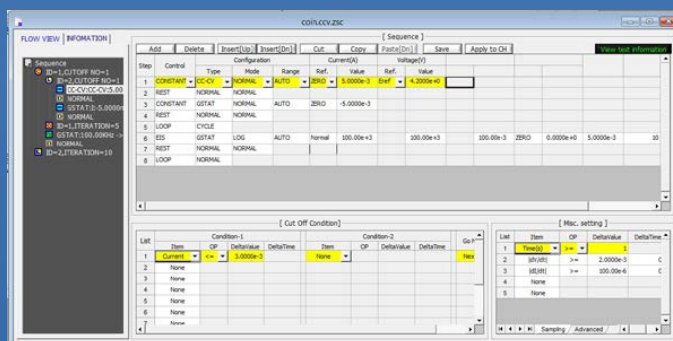 coin.ccv.zsc
FLOW VIEW INFOMATION
[ Sequence ]
Add Delete Insert[Up] Insert[Dn] Cut Copy Paste[Dn] Save Apply to CH View text information
Sequence
ID=1,CUTOFF NO=1
ID=2,CUTOFF NO=1
CC-CV:CC-CV:5.00
NORMAL
GSTAT:I:-5.0000m
NORMAL
ID=1,ITERATION=5
GSTAT:100.00KHz ->
NORMAL
ID=2,ITERATION=10
Configuration Current(A) Voltage(V)
Step Control Type Mode Range Ref. Value Ref. Value
1 CONSTANT CC-CV NORMAL AUTO ZERO 5.0000e-3 Eref 4.2000e+0
2 REST NORMAL NORMAL
3 CONSTANT GSTAT NORMAL AUTO ZERO -5.0000e-3
4 REST NORMAL NORMAL
5 LOOP CYCLE
6 EIS GSTAT LOG AUTO Normal 100.00e+3 100.00e+3 100.00e-3 ZERO 0.0000e+0 5.0000e-3 10
7 REST NORMAL NORMAL
8 LOOP NORMAL
[ Cut Off Condition]
Condition-1 Condition-2
List Item OP DeltaValue DeltaTime Item OP DeltaValue DeltaTime Go N
1 Current <= 3.0000e-3 None Nex
2 None
3 None
4 None
5 None
6 None
7 None
[ Misc. setting ]
List Item OP DeltaValue DeltaTime
1 Time(s) >= 1
2 |dV/dt| >= 2.0000e-3 0
3 |dI/dt| >= 100.00e-6 0
4 None
5 None
Sampling Advanced